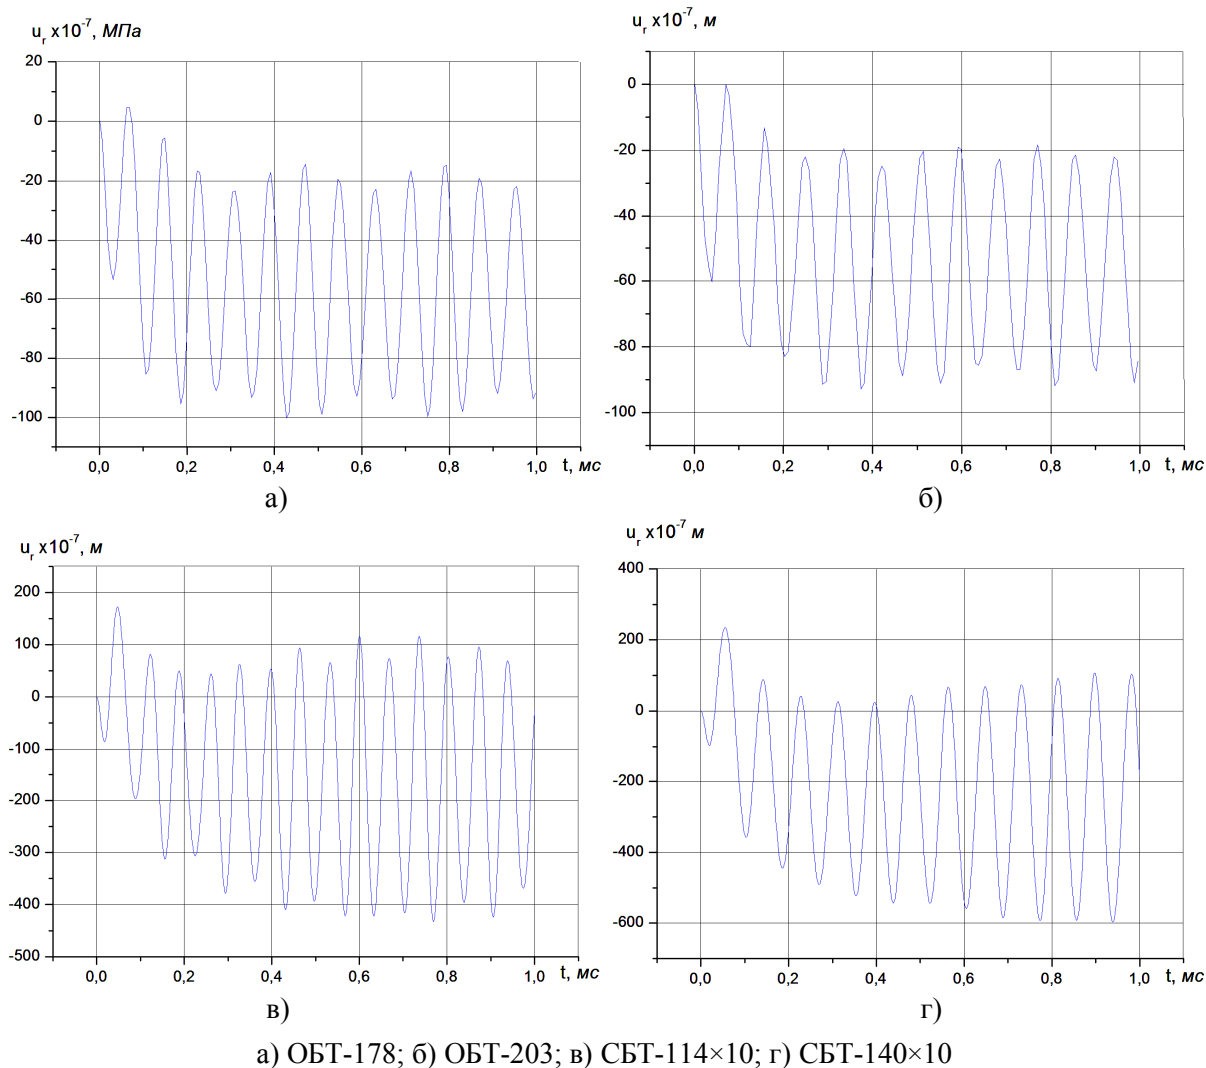 u_r x10^-7, МПа
20
0
-20
-40
-60
-80
-100
0,0 0,2 0,4 0,6 0,8 1,0 t, мс
а)
u_r x10^-7, м
0
-20
-40
-60
-80
-100
0,0 0,2 0,4 0,6 0,8 1,0 t, мс
б)
u_r x10^-7, м
200
100
0
-100
-200
-300
-400
-500
0,0 0,2 0,4 0,6 0,8 1,0 t, мс
в)
u_r x10^-7 м
400
200
0
-200
-400
-600
0,0 0,2 0,4 0,6 0,8 1,0 t, мс
г)
а) ОБТ-178; б) ОБТ-203; в) СБТ-114×10; г) СБТ-140×10